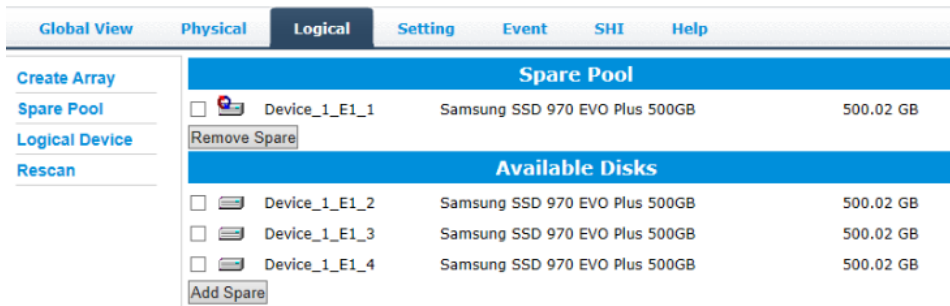 Global View Physical Logical Setting Event SHI Help
Create Array
Spare Pool
Logical Device
Rescan
Spare Pool
Device_1_E1_1 Samsung SSD 970 EVO Plus 500GB 500.02 GB
Remove Spare
Available Disks
Device_1_E1_2 Samsung SSD 970 EVO Plus 500GB 500.02 GB
Device_1_E1_3 Samsung SSD 970 EVO Plus 500GB 500.02 GB
Device_1_E1_4 Samsung SSD 970 EVO Plus 500GB 500.02 GB
Add Spare